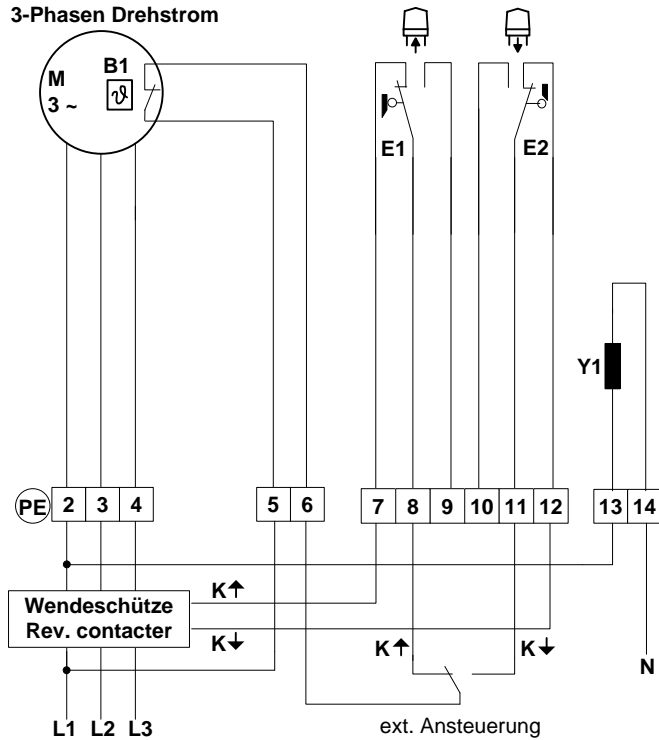 3-Phasen Drehstrom
M
3 ~
B1
ϑ
E1
E2
Y1
PE 2 3 4
5 6
7 8 9 10 11 12
13 14
K↑
Wendeschütze
Rev. contacter
K↓
K↑
K↓
N
L1 L2 L3
ext. Ansteuerung